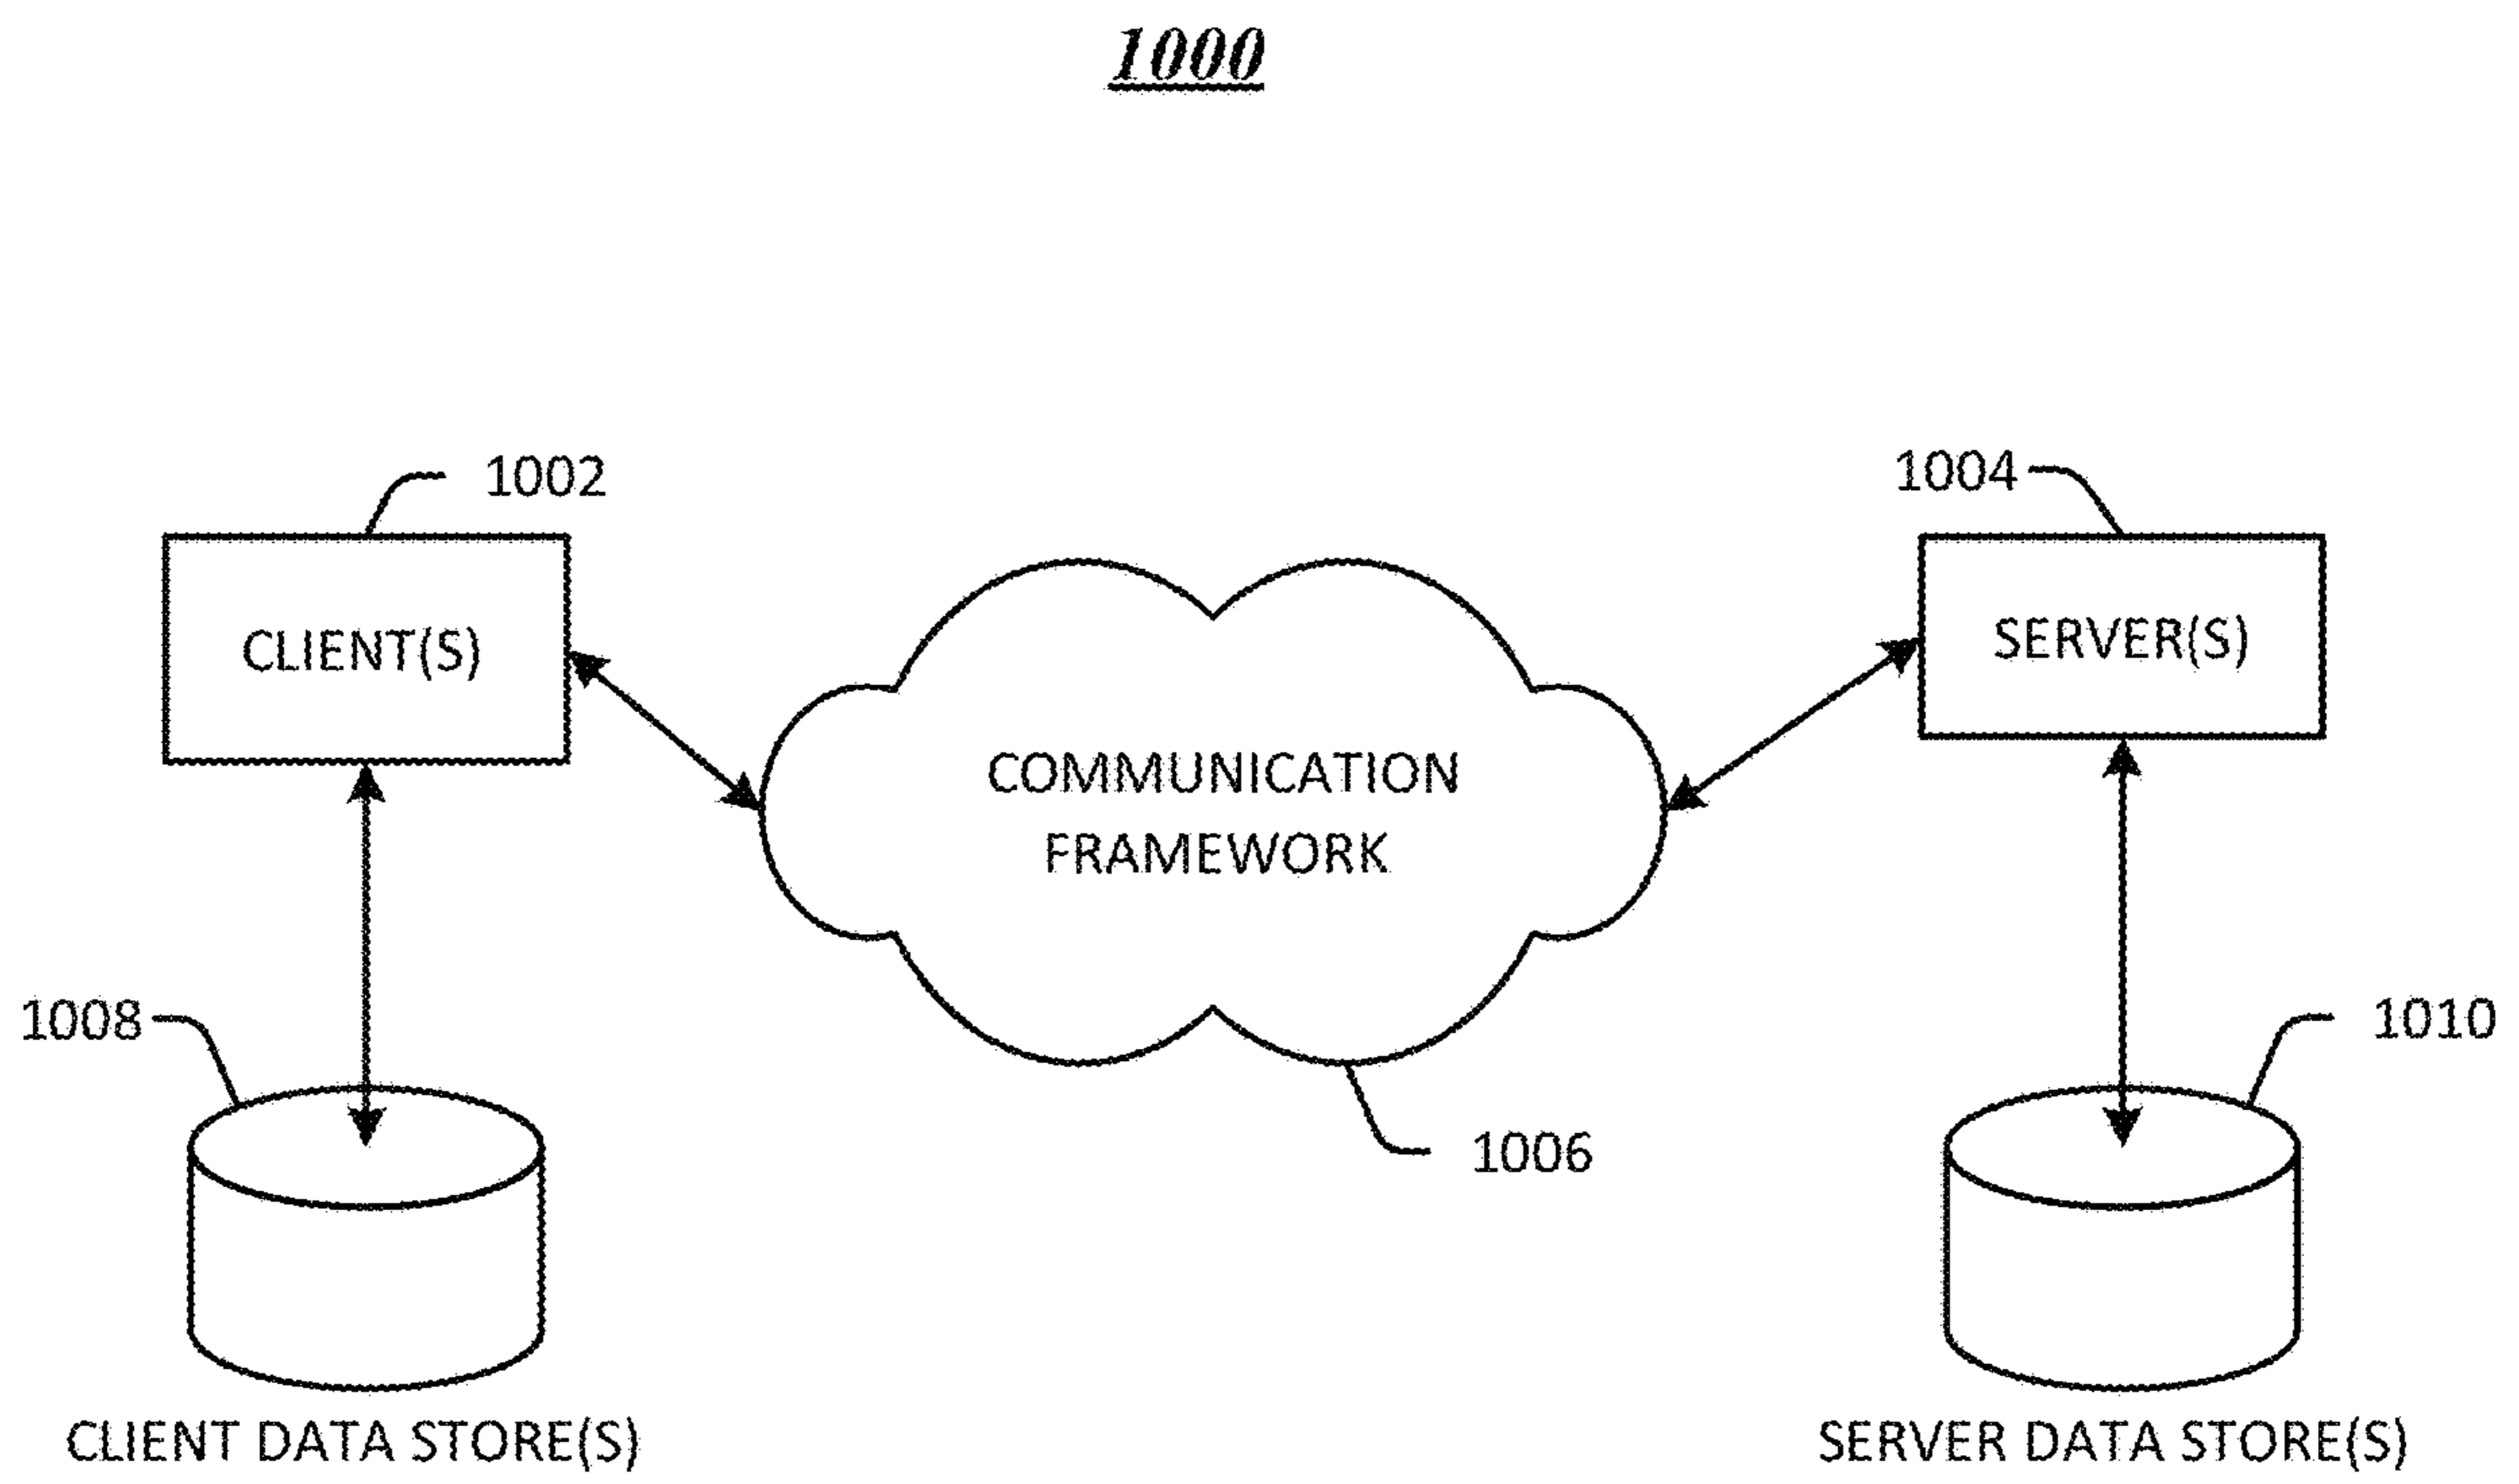 1000
1002
1004
CLIENT(S)
SERVER(S)
COMMUNICATION
FRAMEWORK
1008
1010
1006
CLIENT DATA STORE(S)
SERVER DATA STORE(S)